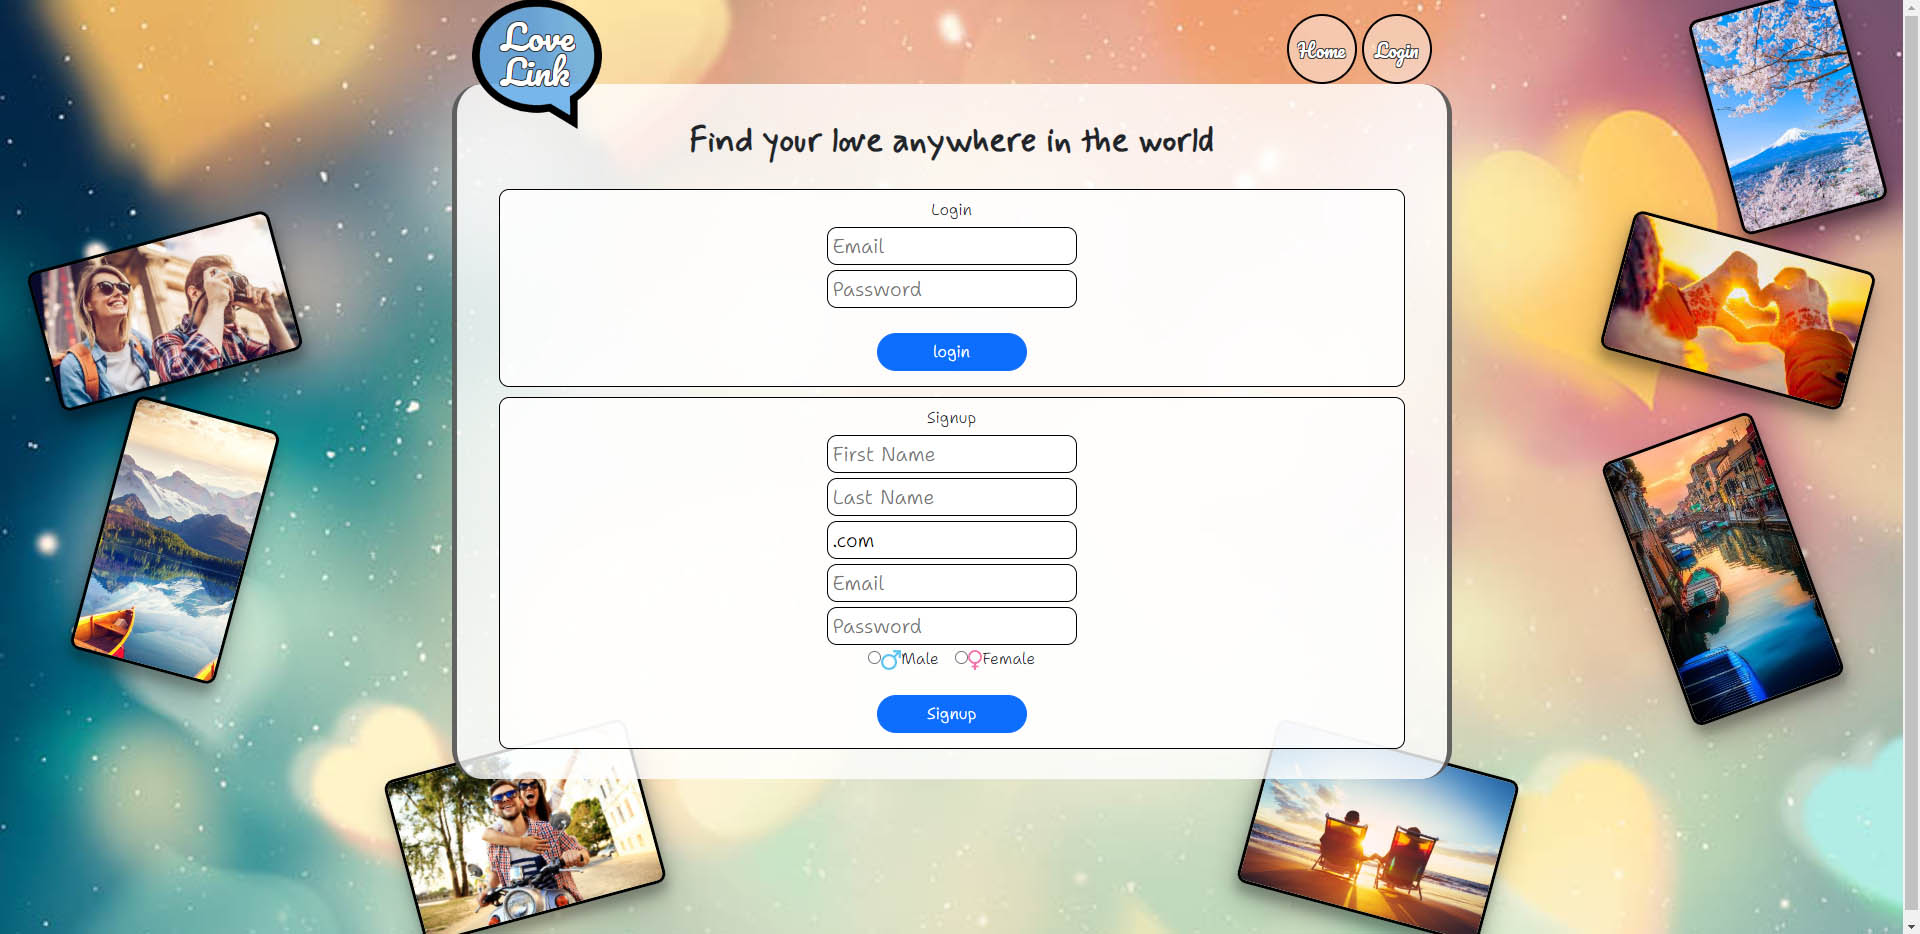 Love
Link
Home
Login
Find your love anywhere in the world
Login
Email
Password
login
Signup
First Name
Last Name
.com
Email
Password
Male Female
Signup